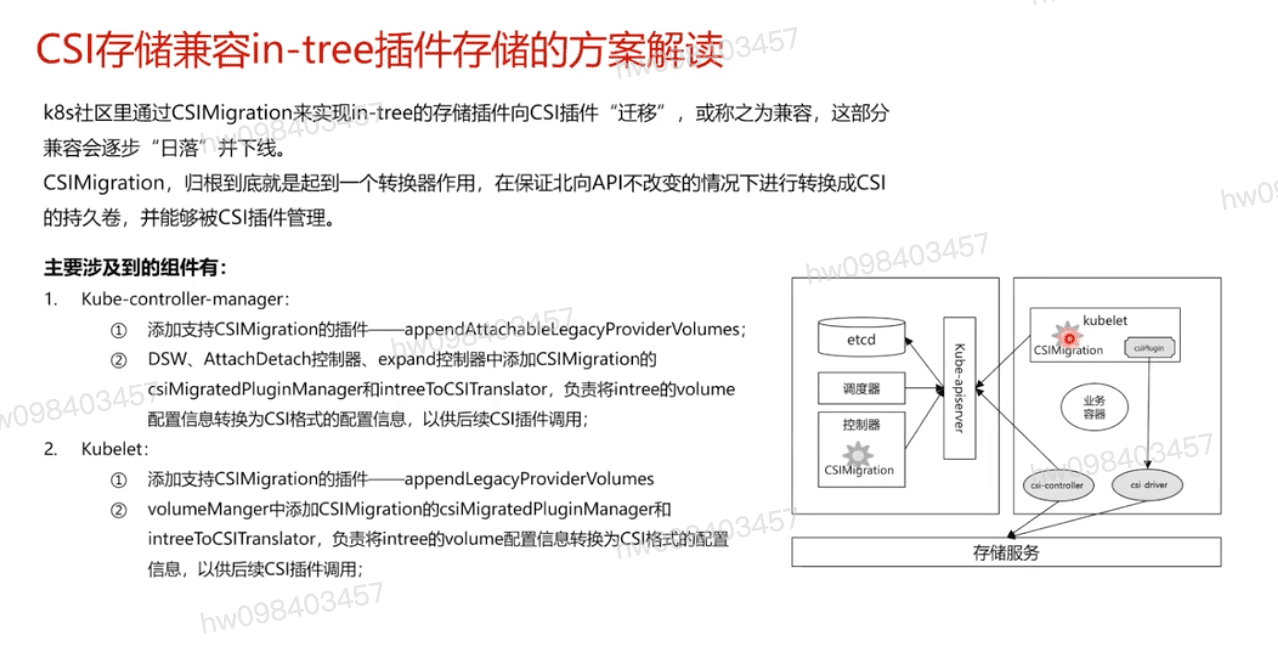 CSI存储兼容in-tree插件存储的方案解读
k8s社区里通过CSIMigration来实现in-tree的存储插件向CSI插件“迁移”，或称之为兼容，这部分
兼容会逐步“日落”并下线。
CSIMigration，归根到底就是起到一个转换器作用，在保证北向API不改变的情况下进行转换成CSI
的持久卷，并能够被CSI插件管理。
主要涉及到的组件有：
1. Kube-controller-manager：
① 添加支持CSIMigration的插件——appendAttachableLegacyProviderVolumes；
② DSW、AttachDetach控制器、expand控制器中添加CSIMigration的
csiMigratedPluginManager和intreeToCSITranslator，负责将intree的volume
配置信息转换为CSI格式的配置信息，以供后续CSI插件调用；
2. Kubelet：
① 添加支持CSIMigration的插件——appendLegacyProviderVolumes
② volumeManger中添加CSIMigration的csiMigratedPluginManager和
intreeToCSITranslator，负责将intree的volume配置信息转换为CSI格式的配置
信息，以供后续CSI插件调用；
etcd
调度器
控制器
CSIMigration
Kube-apiserver
kubelet
CSIMigration
csiPlugin
业务
容器
csi-controller
csi-driver
存储服务
hw098403457
hw098403457
hw098403457
hw098403457
hw098403457
hw098403457
hw098403457
hw098403457